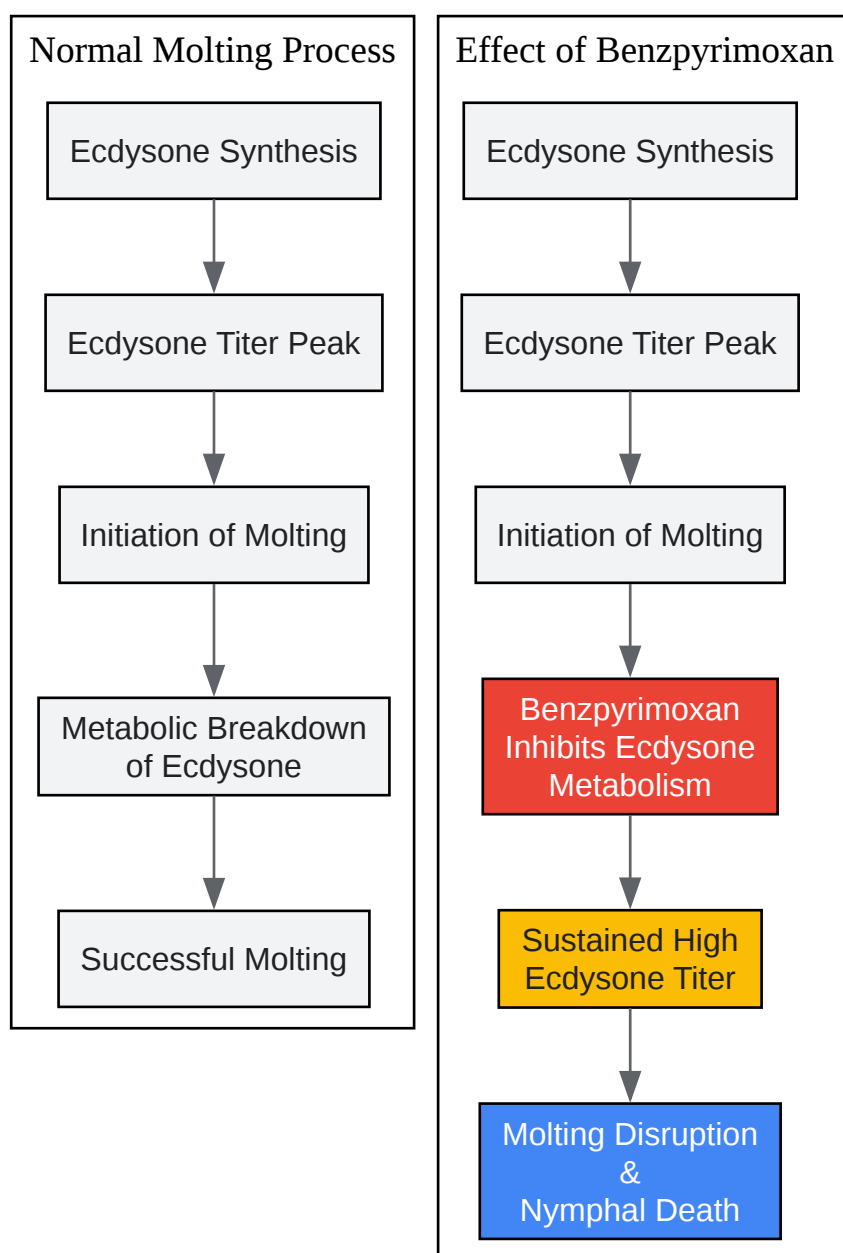 Normal Molting Process
Ecdysone Synthesis
Ecdysone Titer Peak
Initiation of Molting
Metabolic Breakdown
of Ecdysone
Successful Molting
Effect of Benzpyrimoxan
Ecdysone Synthesis
Ecdysone Titer Peak
Initiation of Molting
Benzpyrimoxan
Inhibits Ecdysone
Metabolism
Sustained High
Ecdysone Titer
Molting Disruption
&
Nymphal Death